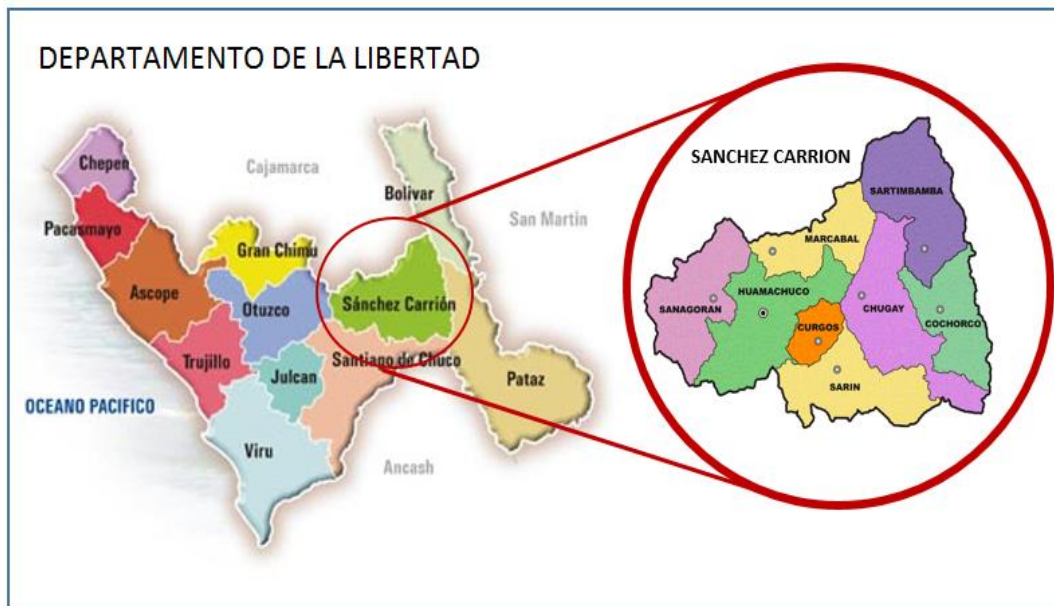 DEPARTAMENTO DE LA LIBERTAD
Chepen
Cajamarca
Bolivar
Pacasmayo
San Martin
Gran Chimu
Ascope
Otuzco
Sánchez Carrión
Trujillo
Santiago de Chuco
Julcan
Pataz
OCEANO PACIFICO
Viru
Ancash
SANCHEZ CARRION
SARTIMBAMBA
MARCABAL
HUAMACHUCO
SANAGORAN
CHUGAY
CURGOS
COCHORCO
SARIN